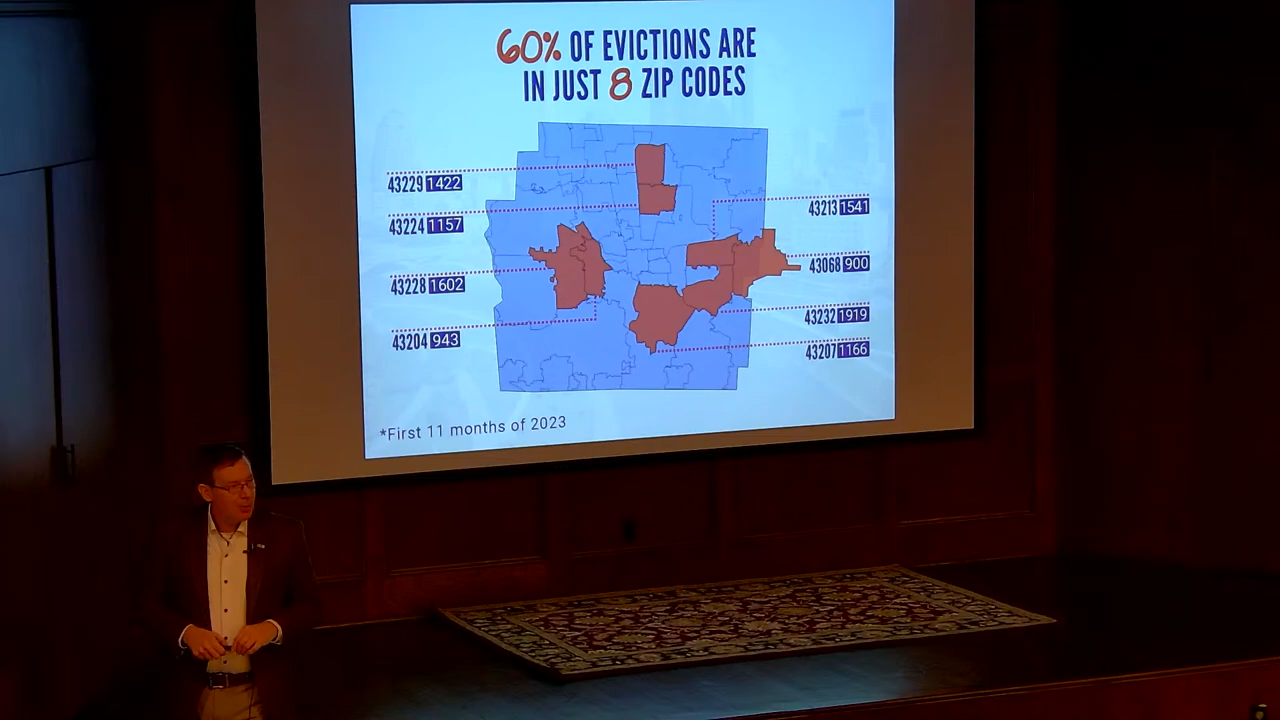 60% OF EVICTIONS ARE
IN JUST 8 ZIP CODES
43229 1422
43224 1157
43228 1602
43204 943
43213 1541
43068 900
43232 1919
43207 1166
*First 11 months of 2023